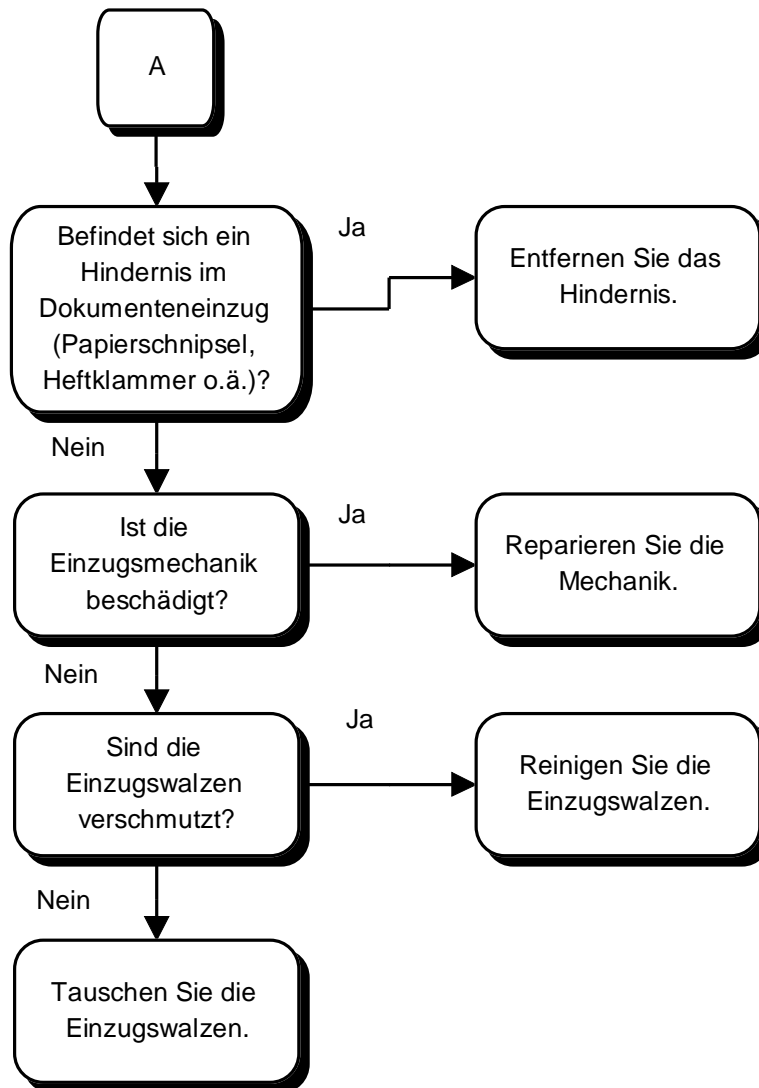 A
Befindet sich ein
Hindernis im
Dokumenteneinzug
(Papierschnipsel,
Heftklammer o.ä.)?
Ja
Entfernen Sie das
Hindernis.
Nein
Ist die
Einzugsmechanik
beschädigt?
Ja
Reparieren Sie die
Mechanik.
Nein
Sind die
Einzugswalzen
verschmutzt?
Ja
Reinigen Sie die
Einzugswalzen.
Nein
Tauschen Sie die
Einzugswalzen.